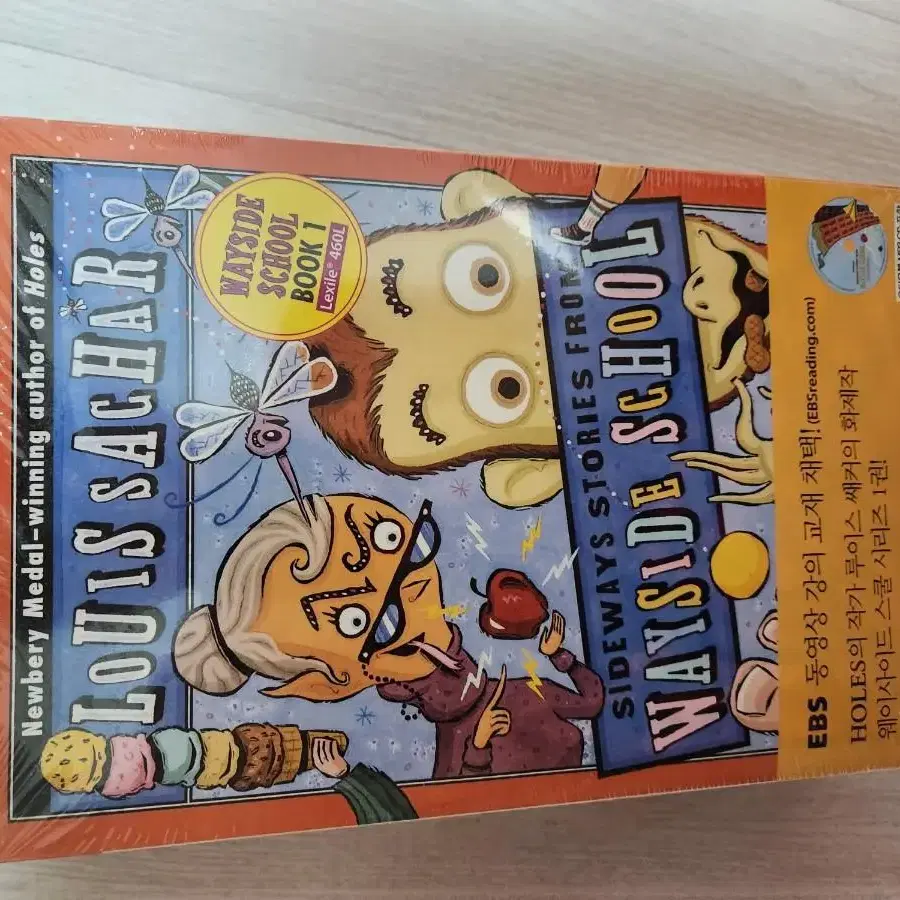 Newbery Medal-winning author of Holes
LOUIS SACHAR
WAYSIDE
SCHOOL
BOOK 1
Lexile® 460L
SIDEWAYS STORIES FROM
WAYSIDE SCHOOL
EBS 동영상 강의 교재 채택! (EBSreading.com)
HOLES의 작가 루이스 쌔커의 화제작
웨이사이드 스쿨 시리즈 1권!